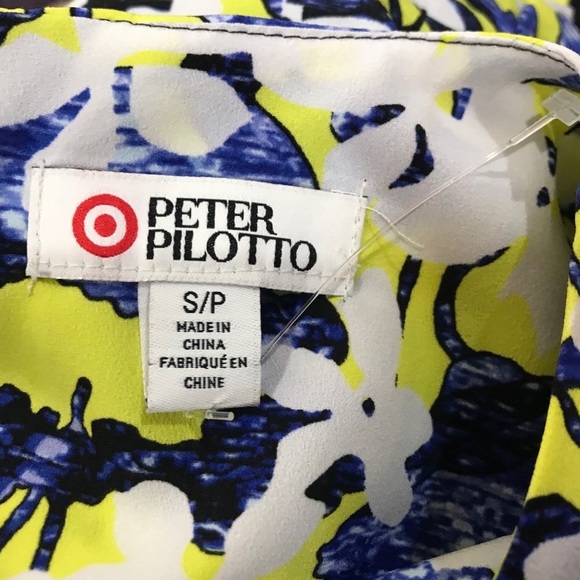 PETER
PILOTTO
S/P
MADE IN
CHINA
FABRIQUÉ EN
CHINE